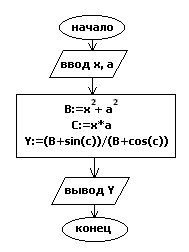 начало
ввод x, a
B:=x² + a²
C:=x*a
Y:=(B+sin(c))/(B+cos(c))
вывод Y
конец